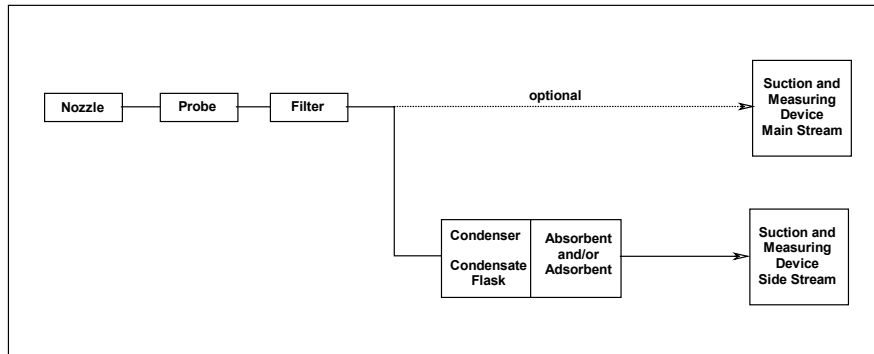 optional
Suction and
Measuring
Device
Main Stream
Nozzle
Probe
Filter
Condenser
Condensate
Flask
Absorbent
and/or
Adsorbent
Suction and
Measuring
Device
Side Stream